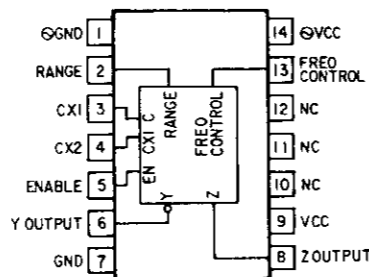 ⊖GND 1
RANGE 2
CX1 3
CX2 4
ENABLE 5
Y OUTPUT 6
GND 7
14 ⊖VCC
13 FREQ CONTROL
12 NC
11 NC
10 NC
9 VCC
8 Z OUTPUT
RANGE
FREQ CONTROL
CX1 C
EN
Y
Z